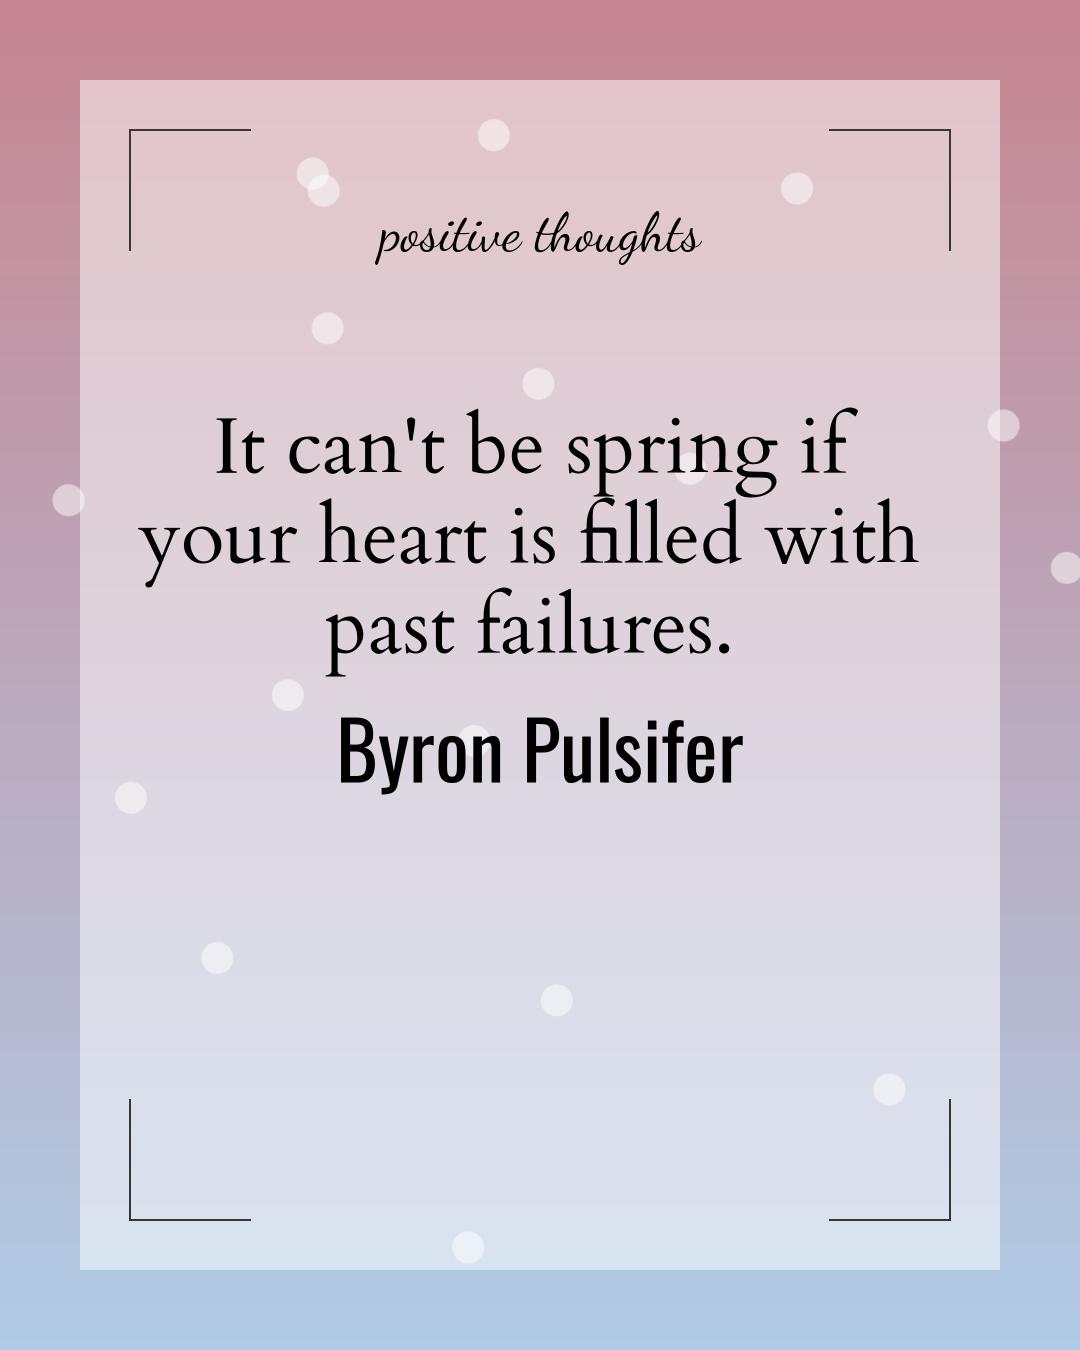 positive thoughts
It can't be spring if
your heart is filled with
past failures.
Byron Pulsifer